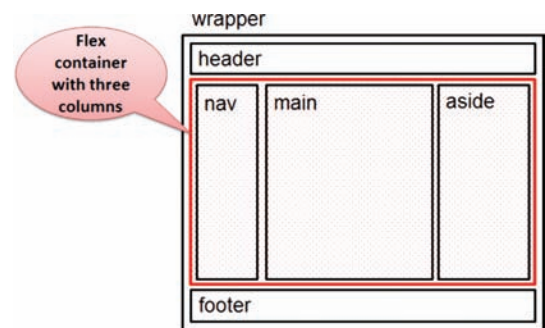 wrapper
Flex
container
with three
columns
header
nav
main
aside
footer